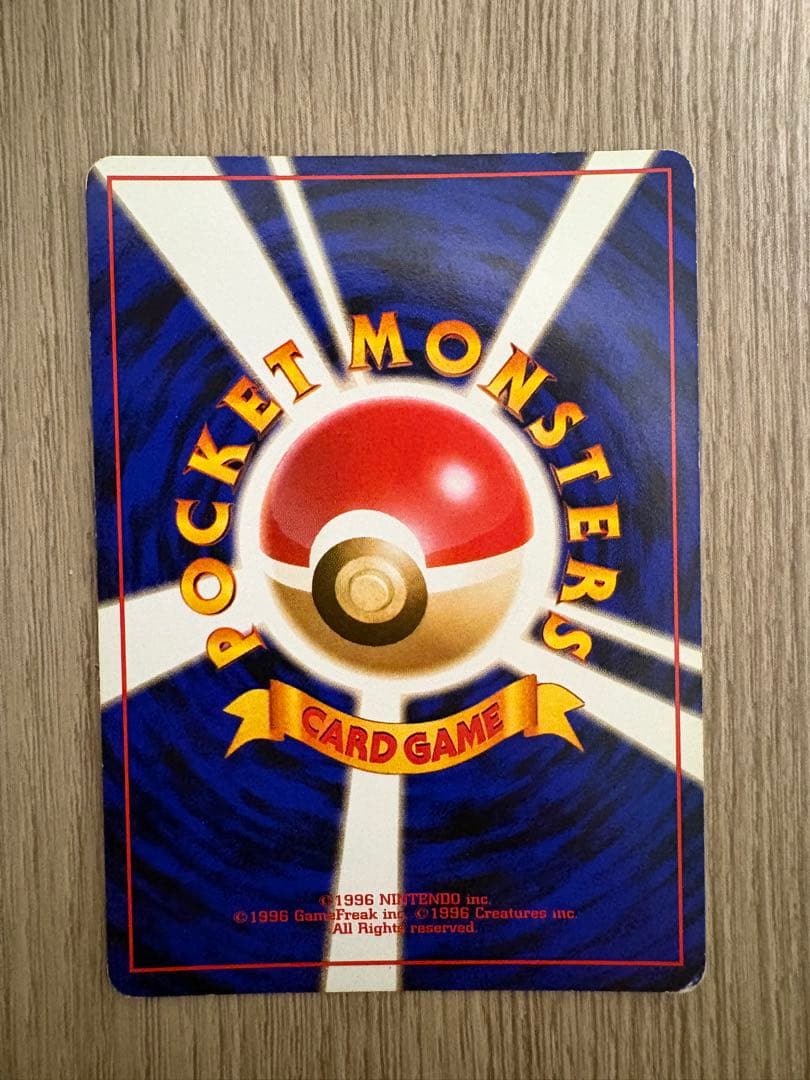 POCKET MONSTERS
CARD GAME
©1996 NINTENDO inc.
©1996 GameFreak inc. ©1996 Creatures inc.
All Rights reserved.